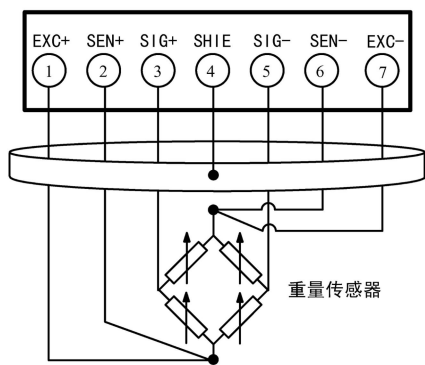 EXC+ SEN+ SIG+ SHIE SIG- SEN- EXC-
1 2 3 4 5 6 7
重量传感器